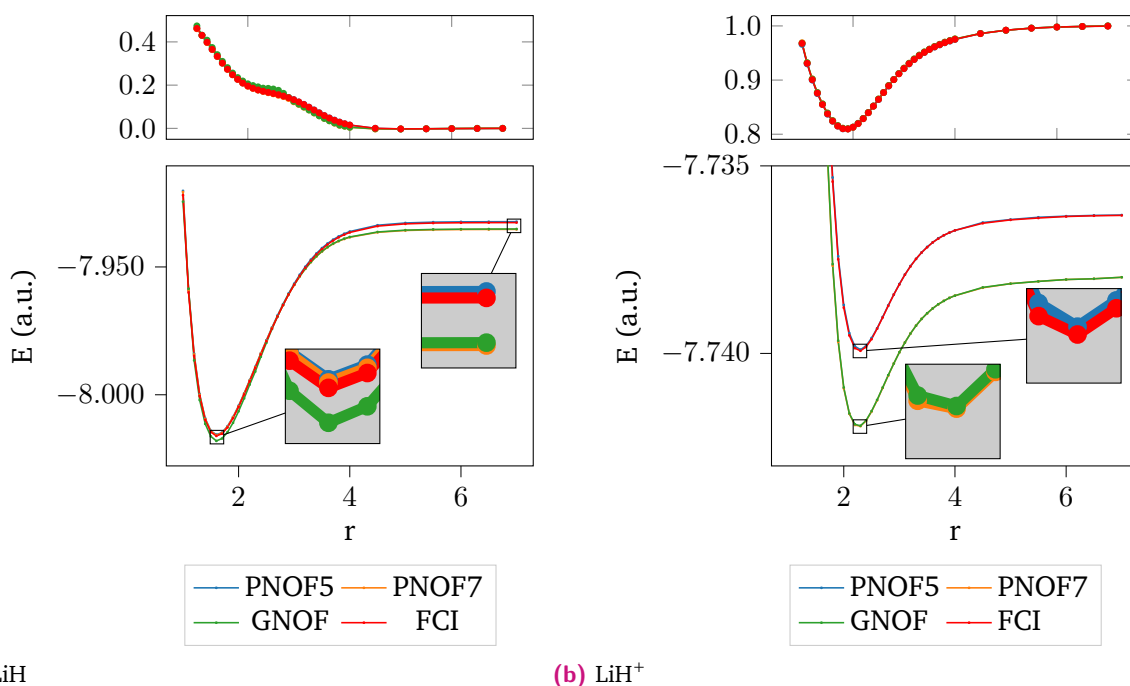 0.4
0.2
0.0
1.0
0.9
0.8
−7.950
−8.000
E (a.u.)
2
4
6
r
−7.735
−7.740
E (a.u.)
2
4
6
r
PNOF5
PNOF7
GNOF
FCI
PNOF5
PNOF7
GNOF
FCI
LiH
(b) LiH⁺